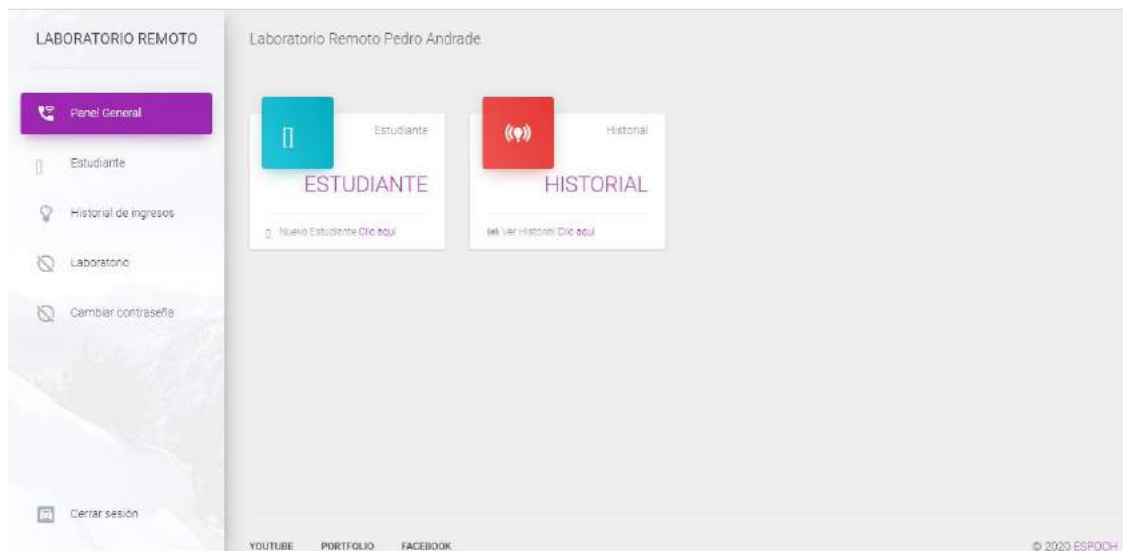 LABORATORIO REMOTO
Panel General
Estudiante
Historial de ingresos
Laboratorio
Cambiar contraseña
Cerrar sesión
Laboratorio Remoto Pedro Andrade
Estudiante
ESTUDIANTE
Nuevo Estudiante Clic aquí
Historial
HISTORIAL
Ver Historial Clic aquí
YOUTUBE PORTFOLIO FACEBOOK
© 2020 ESPOCH